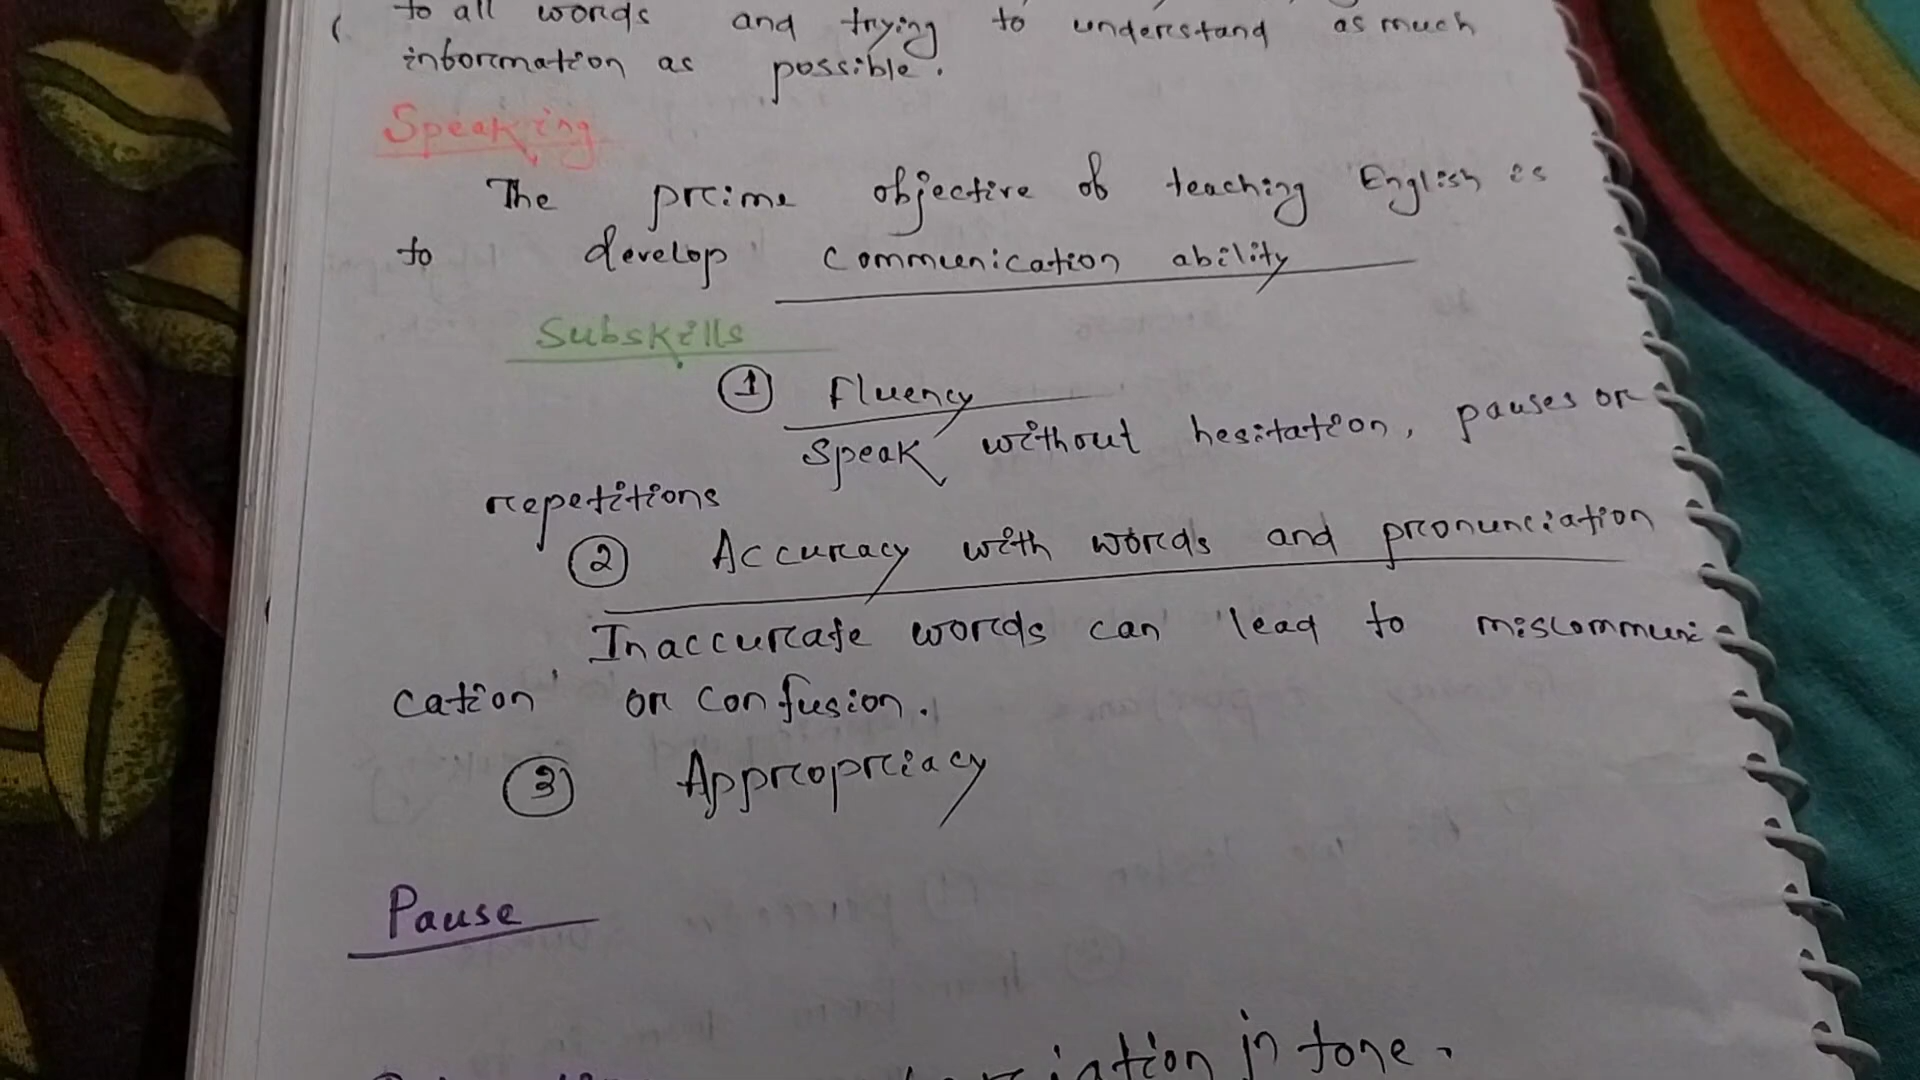 to all words and trying to understand as much
information as possible.
Speaking
The prime objective of teaching English is
to develop communication ability
Subskills
① Fluency
Speak without hesitation, pauses or
repetitions
② Accuracy with words and pronunciation
Inaccurate words can lead to miscommuni
cation or confusion.
③ Appropriacy
Pause
in tone.